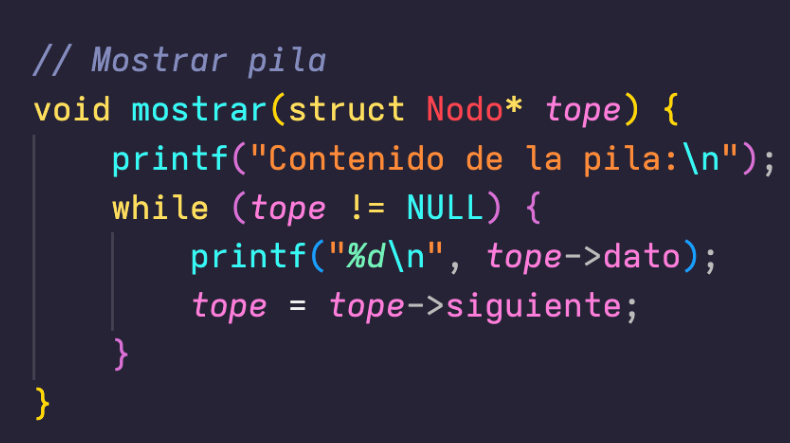 // Mostrar pila
void mostrar(struct Nodo* tope) {
    printf("Contenido de la pila:\n");
    while (tope != NULL) {
        printf("%d\n", tope->dato);
        tope = tope->siguiente;
    }
}